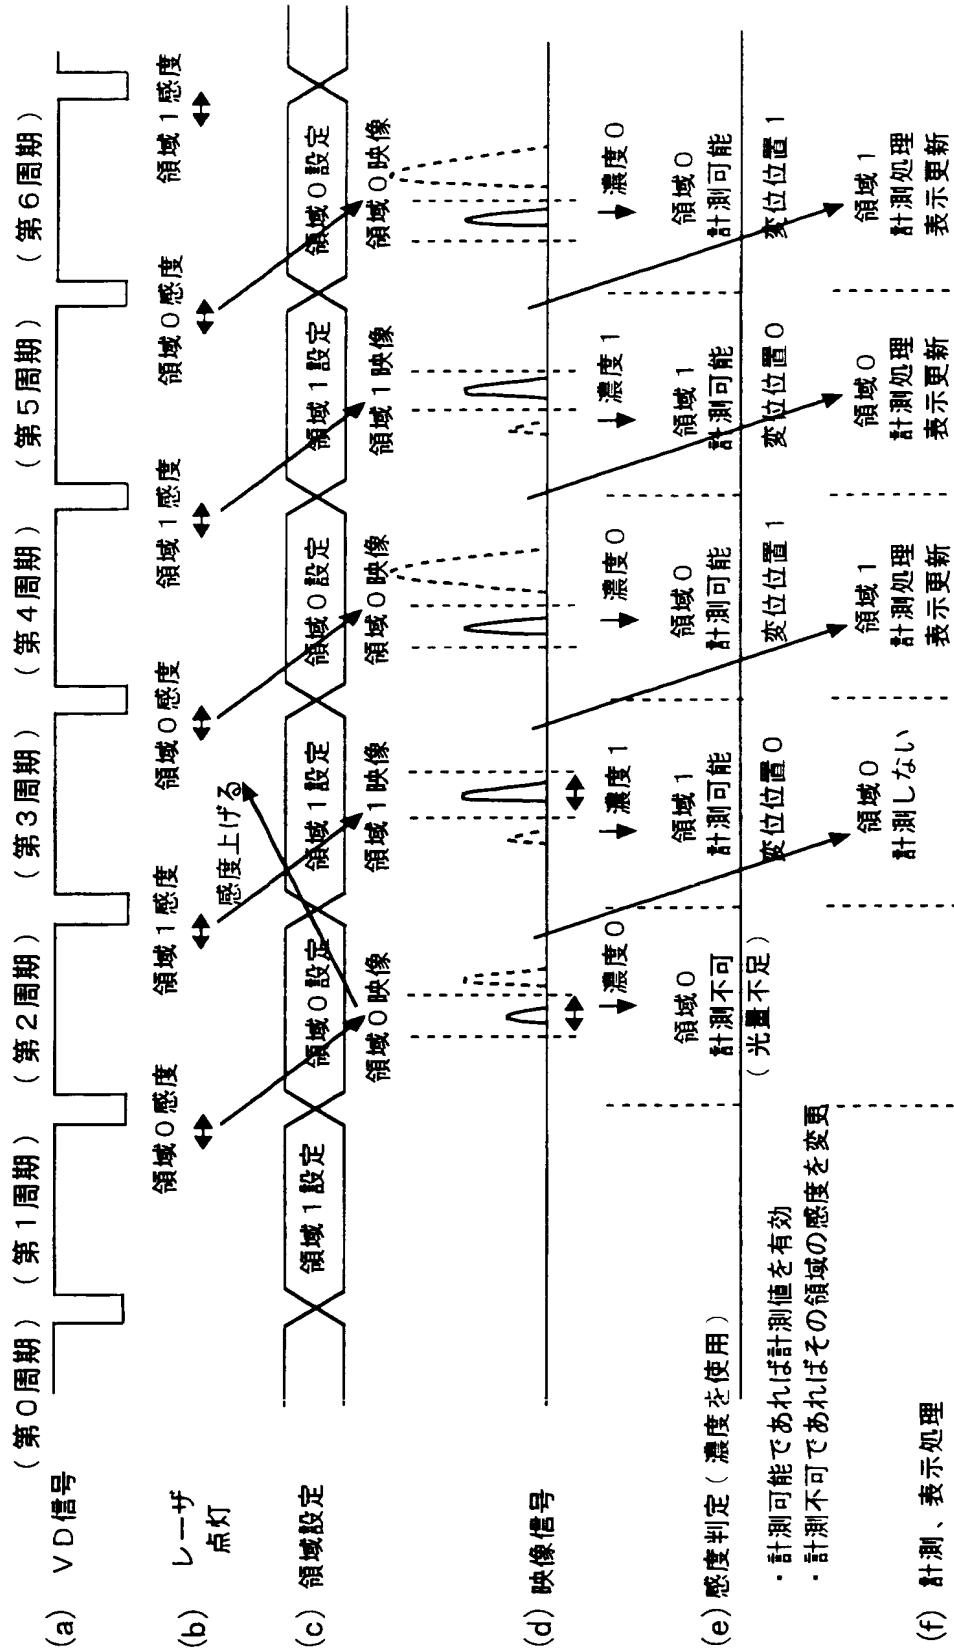 (a) ＶＤ信号
(第０周期) (第１周期) (第２周期) (第３周期) (第４周期) (第５周期) (第６周期)
(b) レーザ
点灯
領域０感度 領域１感度 領域０感度 領域１感度 領域０感度 領域１感度
感度上げる
(c) 領域設定
領域１設定 領域０設定 領域１設定 領域０設定 領域１設定 領域０設定
領域０映像 領域１映像 領域０映像 領域１映像 領域０映像
(d) 映像信号
濃度０ 濃度１ 濃度０ 濃度１ 濃度０
(e) 感度判定(濃度を使用)
・計測可能であれば計測値を有効
・計測不可であればその領域の感度を変更
領域０
計測不可
(光量不足)
領域１
計測可能
変位位置０
領域０
計測可能
変位位置１
領域１
計測可能
変位位置０
領域０
計測可能
変位位置１
(f) 計測、表示処理
領域０
計測しない
領域１
計測処理
表示更新
領域０
計測処理
表示更新
領域１
計測処理
表示更新